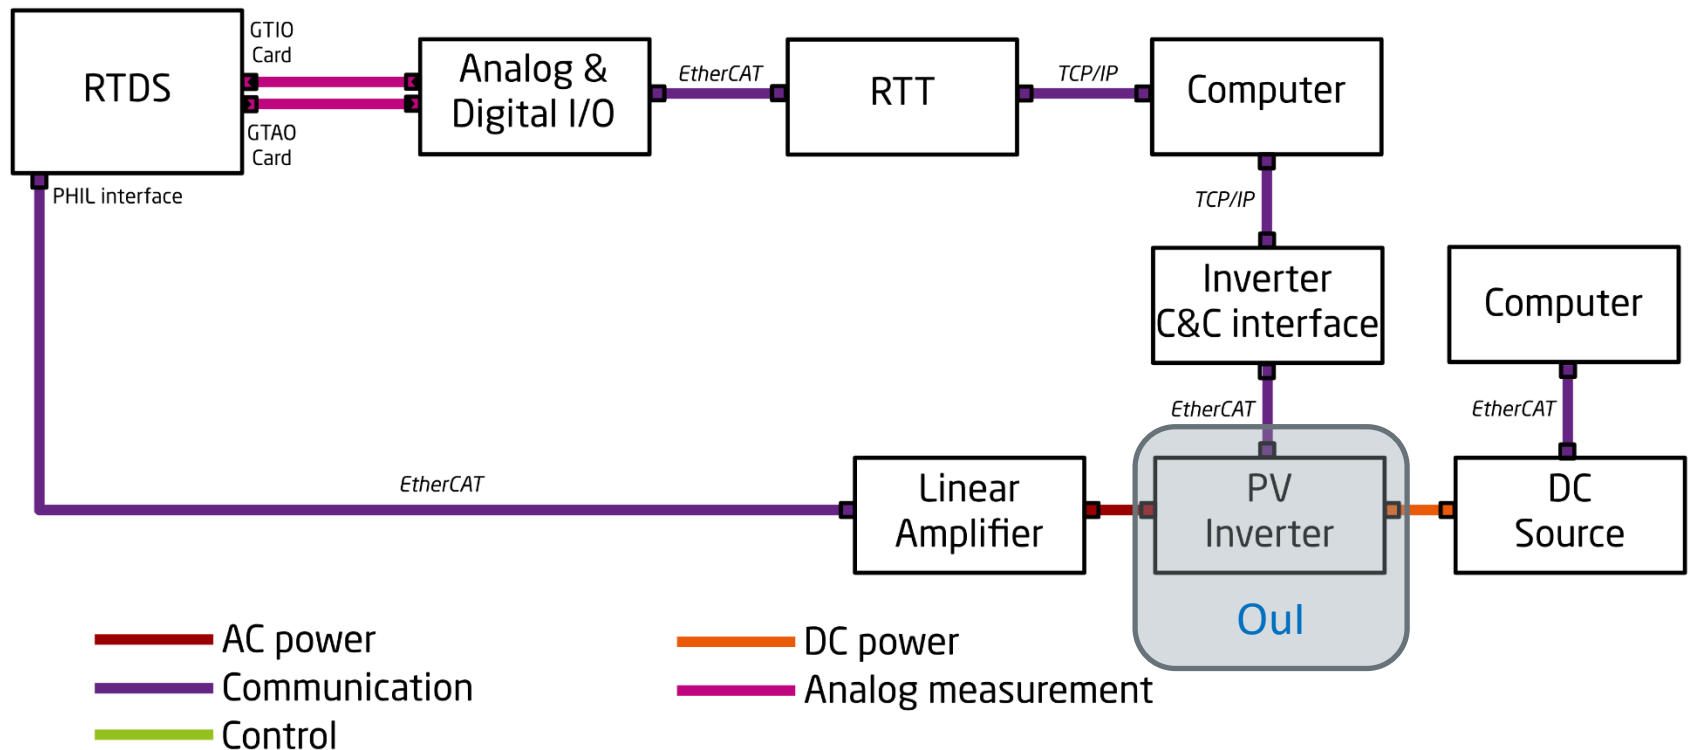 RTDS
GTIO
Card
GTAO
Card
PHIL interface
Analog &
Digital I/O
EtherCAT
RTT
TCP/IP
Computer
TCP/IP
Inverter
C&C interface
Computer
EtherCAT
EtherCAT
EtherCAT
Linear
Amplifier
PV
Inverter
DC
Source
OuI
AC power
DC power
Communication
Analog measurement
Control